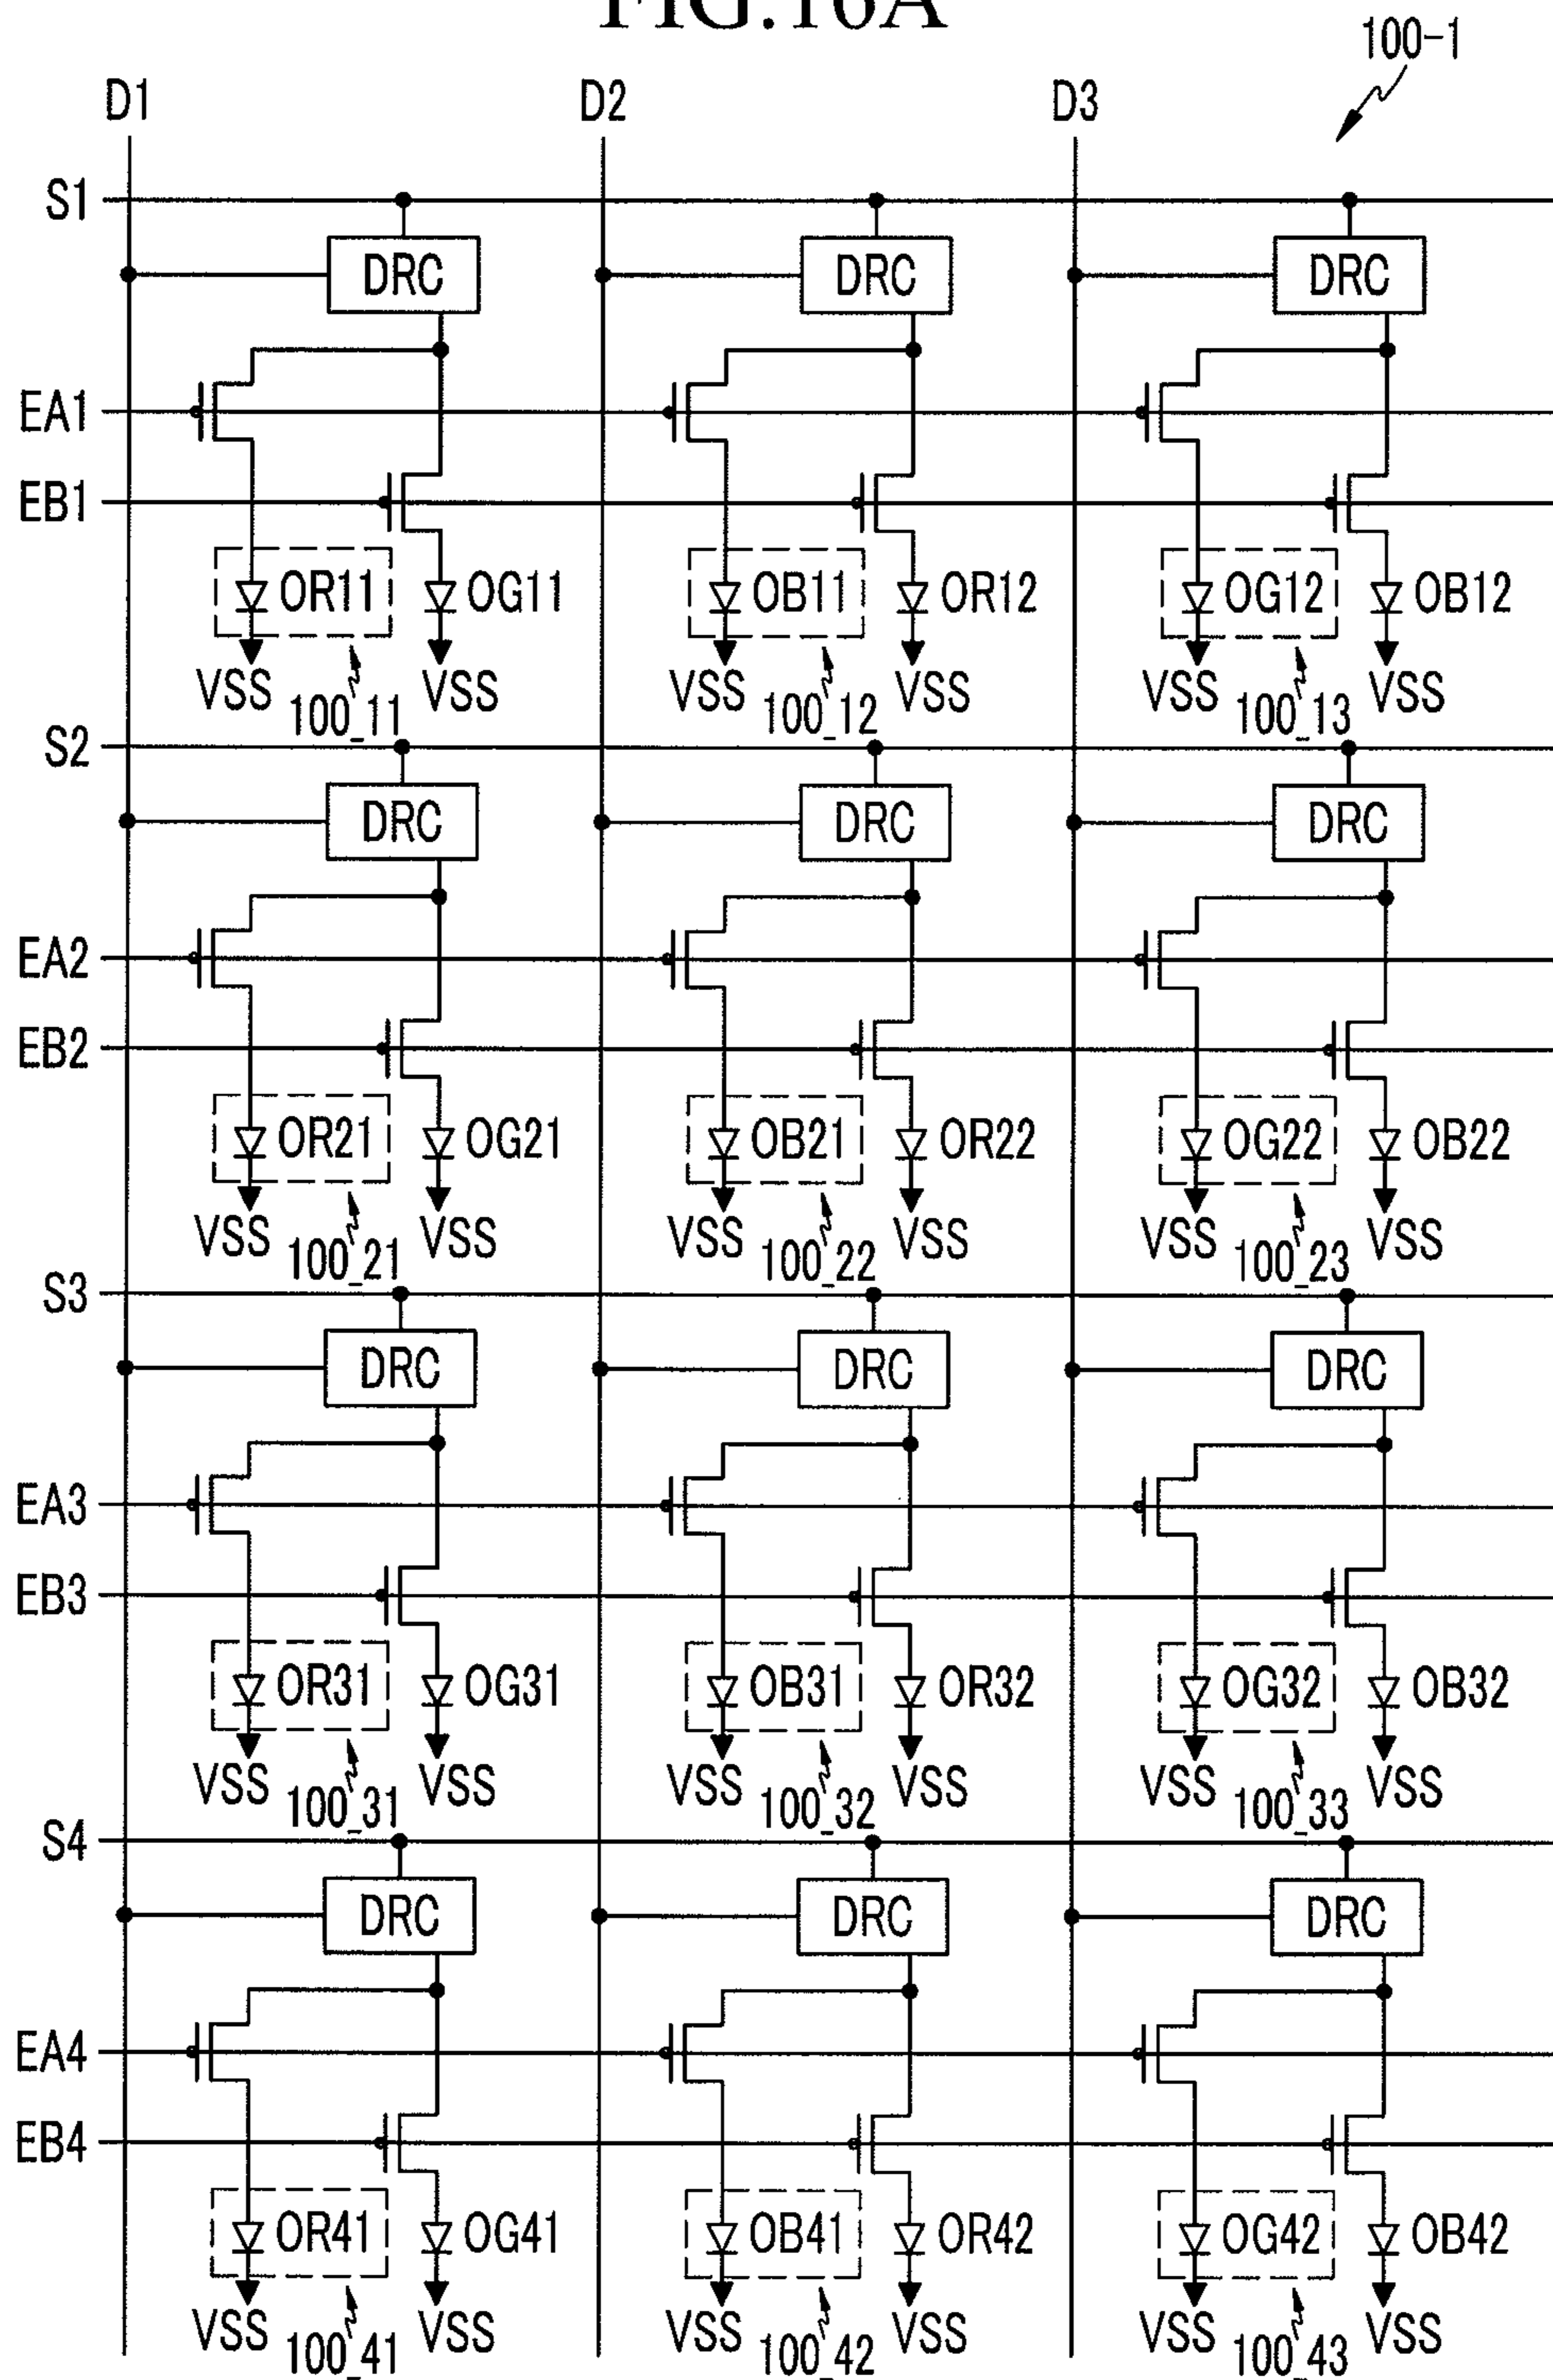 FIG.16A
100-1
D1 D2 D3
S1
DRC DRC DRC
EA1
EB1
OR11 OG11 OB11 OR12 OG12 OB12
VSS 100_11 VSS VSS 100_12 VSS VSS 100_13 VSS
S2
DRC DRC DRC
EA2
EB2
OR21 OG21 OB21 OR22 OG22 OB22
VSS 100_21 VSS VSS 100_22 VSS VSS 100_23 VSS
S3
DRC DRC DRC
EA3
EB3
OR31 OG31 OB31 OR32 OG32 OB32
VSS 100_31 VSS VSS 100_32 VSS VSS 100_33 VSS
S4
DRC DRC DRC
EA4
EB4
OR41 OG41 OB41 OR42 OG42 OB42
VSS 100_41 VSS VSS 100_42 VSS VSS 100_43 VSS